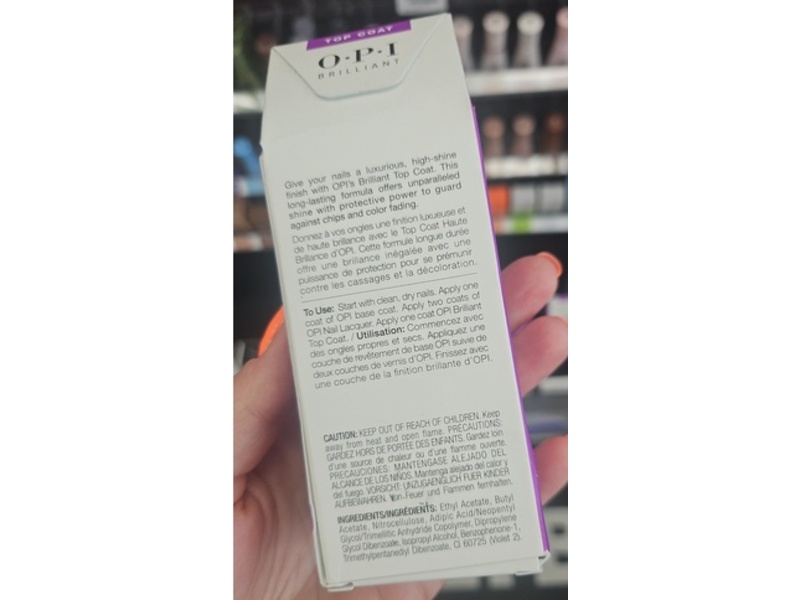 TOP COAT
O·P·I
BRILLIANT
Give your nails a luxurious, high-shine
finish with OPI's Brilliant Top Coat. This
long-lasting formula offers unparalleled
shine with protective power to guard
against chips and color fading.
Donnez à vos ongles une finition luxueuse et
de haute brillance avec le Top Coat Haute
Brillance d'OPI. Cette formule longue durée
offre une brillance inégalée avec une
puissance de protection pour se prémunir
contre les cassages et la décoloration.
To Use: Start with clean, dry nails. Apply one
coat of OPI base coat. Apply two coats of
OPI Nail Lacquer. Apply one coat OPI Brilliant
Top Coat. / Utilisation: Commencez avec
des ongles propres et secs. Appliquez une
couche de revêtement de base OPI suivie de
deux couches de vernis d'OPI. Finissez avec
une couche de la finition brillante d'OPI.
CAUTION: KEEP OUT OF REACH OF CHILDREN. Keep
away from heat and open flame. PRÉCAUTIONS:
GARDEZ HORS DE PORTÉE DES ENFANTS. Gardez loin
d'une source de chaleur ou d'une flamme ouverte.
PRECAUCIONES: MANTENGASE ALEJADO DEL
ALCANCE DE LOS NIÑOS. Mantenga alejado del calor y
del fuego. VORSICHT: UNZUGAENGLICH FUER KINDER
AUFBEWAHREN. Von Feuer und Flammen fernhalten.
INGREDIENTS/INGRÉDIENTS: Ethyl Acetate, Butyl
Acetate, Nitrocellulose, Adipic Acid/Neopentyl
Glycol/Trimellitic Anhydride Copolymer, Dipropylene
Glycol Dibenzoate, Isopropyl Alcohol, Benzophenone-1,
Trimethylpentanediyl Dibenzoate, CI 60725 (Violet 2).